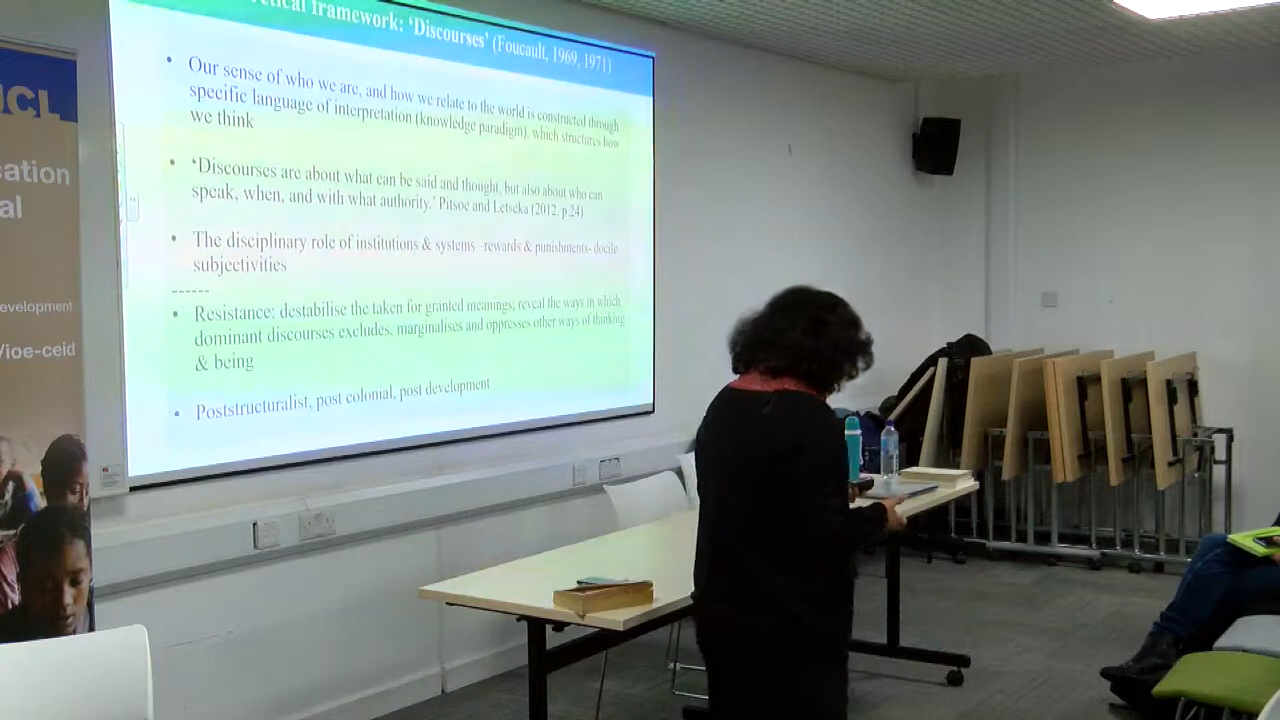 framework: 'Discourses' (Foucault, 1969, 1971)
• Our sense of who we are, and how we relate to the world is constructed through
specific language of interpretation (knowledge paradigm), which structures how
we think
• 'Discourses are about what can be said and thought, but also about who can
speak, when, and with what authority.' Pitsoe and Letseka (2012, p.24)
• The disciplinary role of institutions & systems –rewards & punishments- docile
subjectivities
------
• Resistance: destabilise the taken for granted meanings; reveal the ways in which
dominant discourses excludes, marginalises and oppresses other ways of thinking
& being
• Poststructuralist, post colonial, post development
UCL
cation
al
evelopment
/ioe-ceid